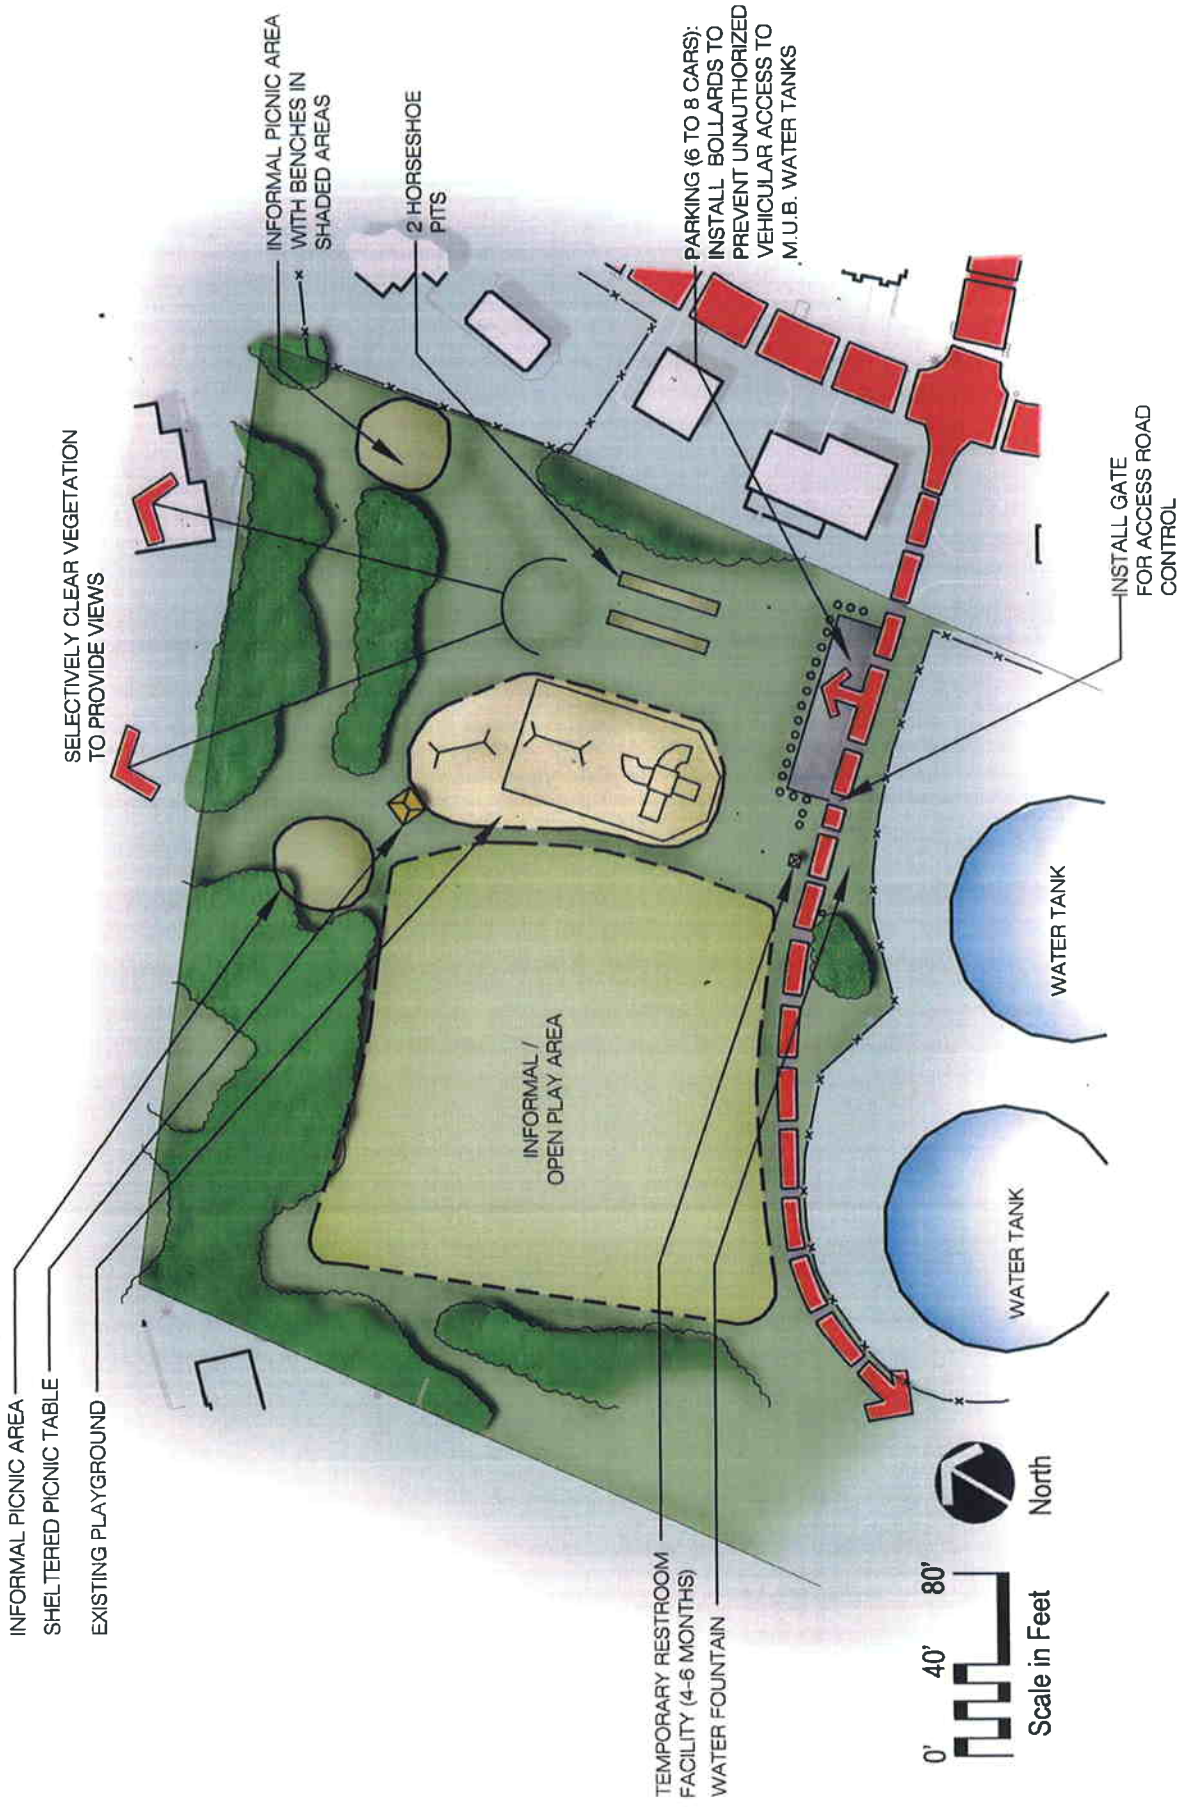 INFORMAL PICNIC AREA
SHELTERED PICNIC TABLE
EXISTING PLAYGROUND
SELECTIVELY CLEAR VEGETATION
TO PROVIDE VIEWS
INFORMAL PICNIC AREA
WITH BENCHES IN
SHADED AREAS
2 HORSESHOE
PITS
PARKING (6 TO 8 CARS):
INSTALL BOLLARDS TO
PREVENT UNAUTHORIZED
VEHICULAR ACCESS TO
M.U.B. WATER TANKS
INFORMAL /
OPEN PLAY AREA
TEMPORARY RESTROOM
FACILITY (4-6 MONTHS)
WATER FOUNTAIN
WATER TANK
WATER TANK
INSTALL GATE
FOR ACCESS ROAD
CONTROL
0' 40' 80'
Scale in Feet
North